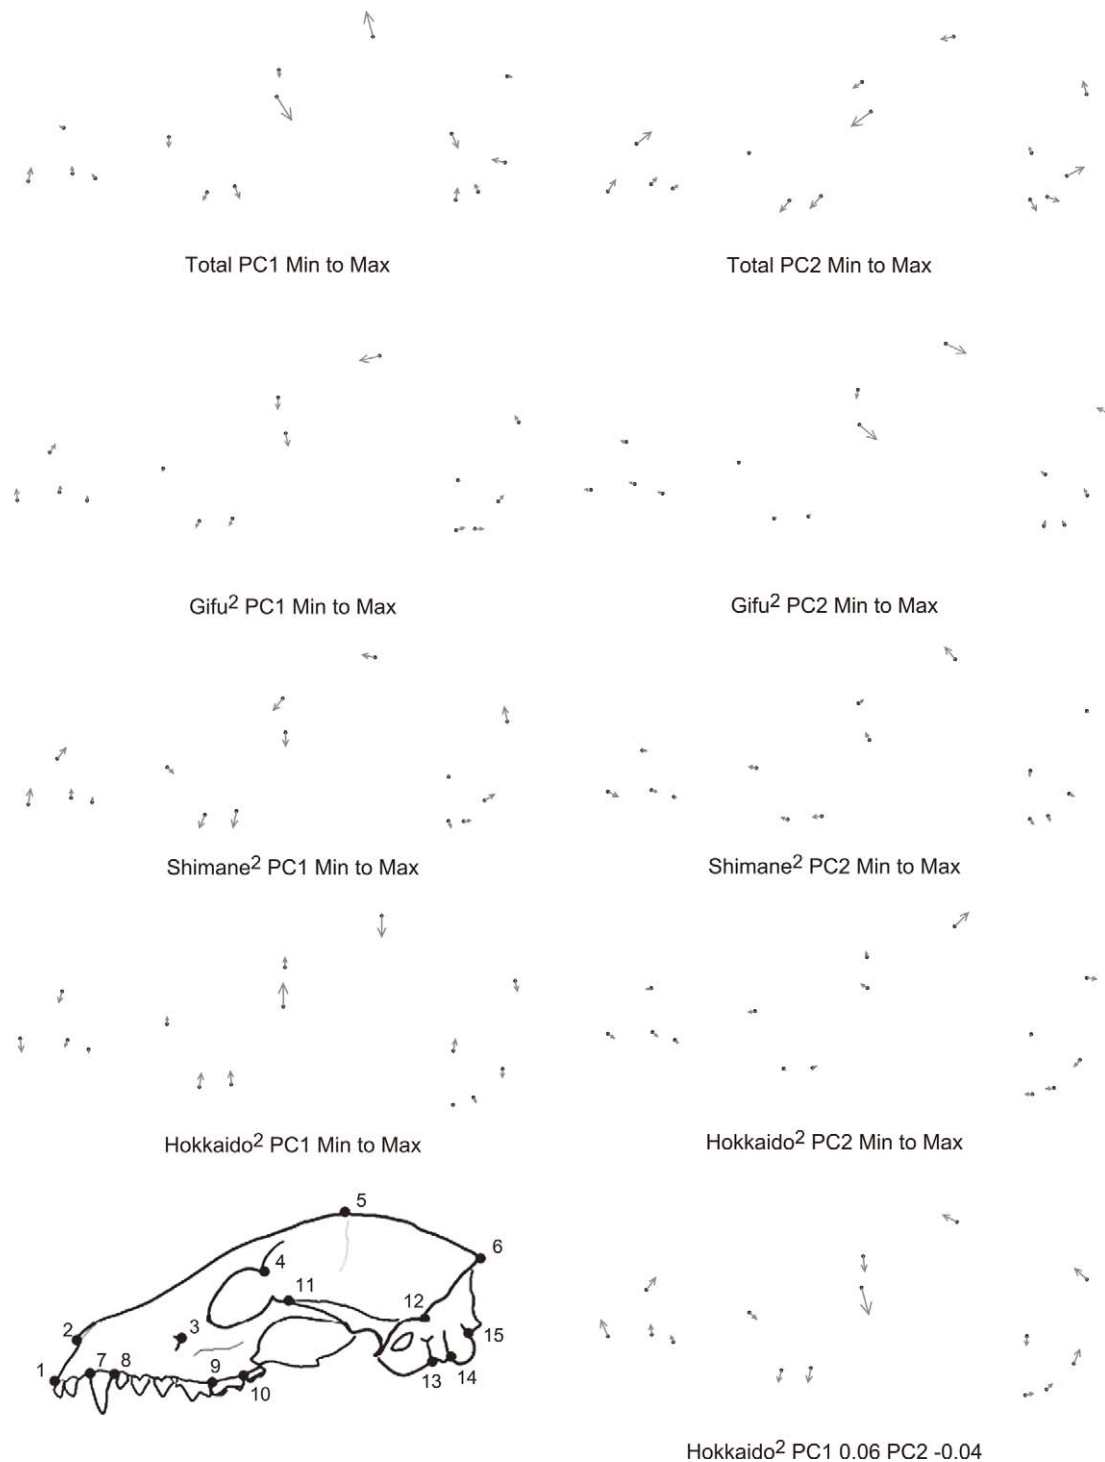 Total PC1 Min to Max
Total PC2 Min to Max
Gifu2 PC1 Min to Max
Gifu2 PC2 Min to Max
Shimane2 PC1 Min to Max
Shimane2 PC2 Min to Max
Hokkaido2 PC1 Min to Max
Hokkaido2 PC2 Min to Max
5
6
4
11
12
2
3
15
1
7
8
9
10
13
14
Hokkaido2 PC1 0.06 PC2 -0.04